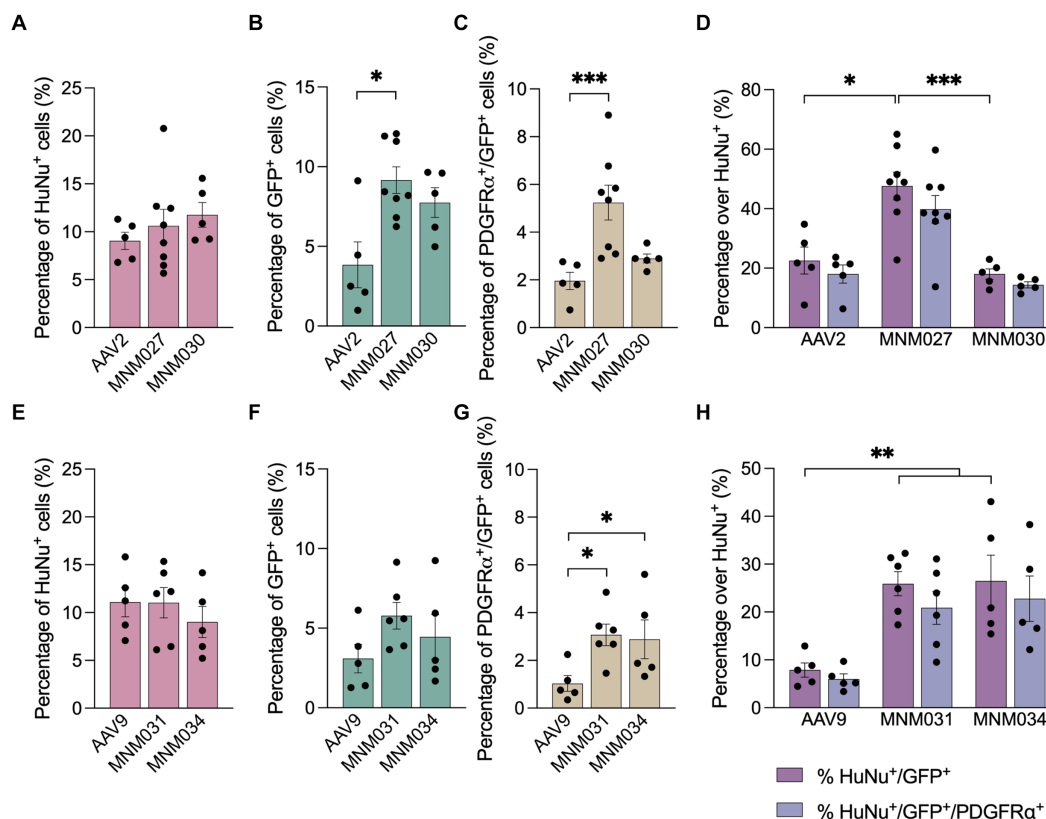 A
Percentage of HuNu⁺ cells (%)
25
20
15
10
5
0
AAV2
MNM027
MNM030
B
Percentage of GFP⁺ cells (%)
15
10
5
0
*
AAV2
MNM027
MNM030
C
Percentage of PDGFRα⁺/GFP⁺ cells (%)
10
8
6
4
2
0
***
AAV2
MNM027
MNM030
D
Percentage over HuNu⁺ (%)
80
60
40
20
0
* ***
AAV2 MNM027 MNM030
E
Percentage of HuNu⁺ cells (%)
25
20
15
10
5
0
AAV9
MNM031
MNM034
F
Percentage of GFP⁺ cells (%)
15
10
5
0
AAV9
MNM031
MNM034
G
Percentage of PDGFRα⁺/GFP⁺ cells (%)
10
8
6
4
2
0
*
*
AAV9
MNM031
MNM034
H
Percentage over HuNu⁺ (%)
50
40
30
20
10
0
**
AAV9 MNM031 MNM034
% HuNu⁺/GFP⁺
% HuNu⁺/GFP⁺/PDGFRα⁺